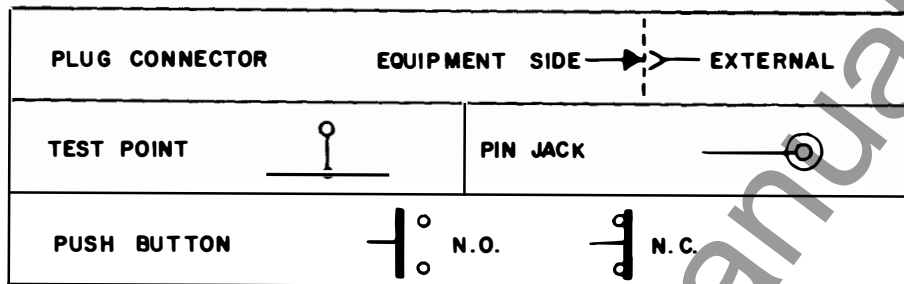 PLUG CONNECTOR EQUIPMENT SIDE EXTERNAL
TEST POINT PIN JACK
PUSH BUTTON N.O. N.C.